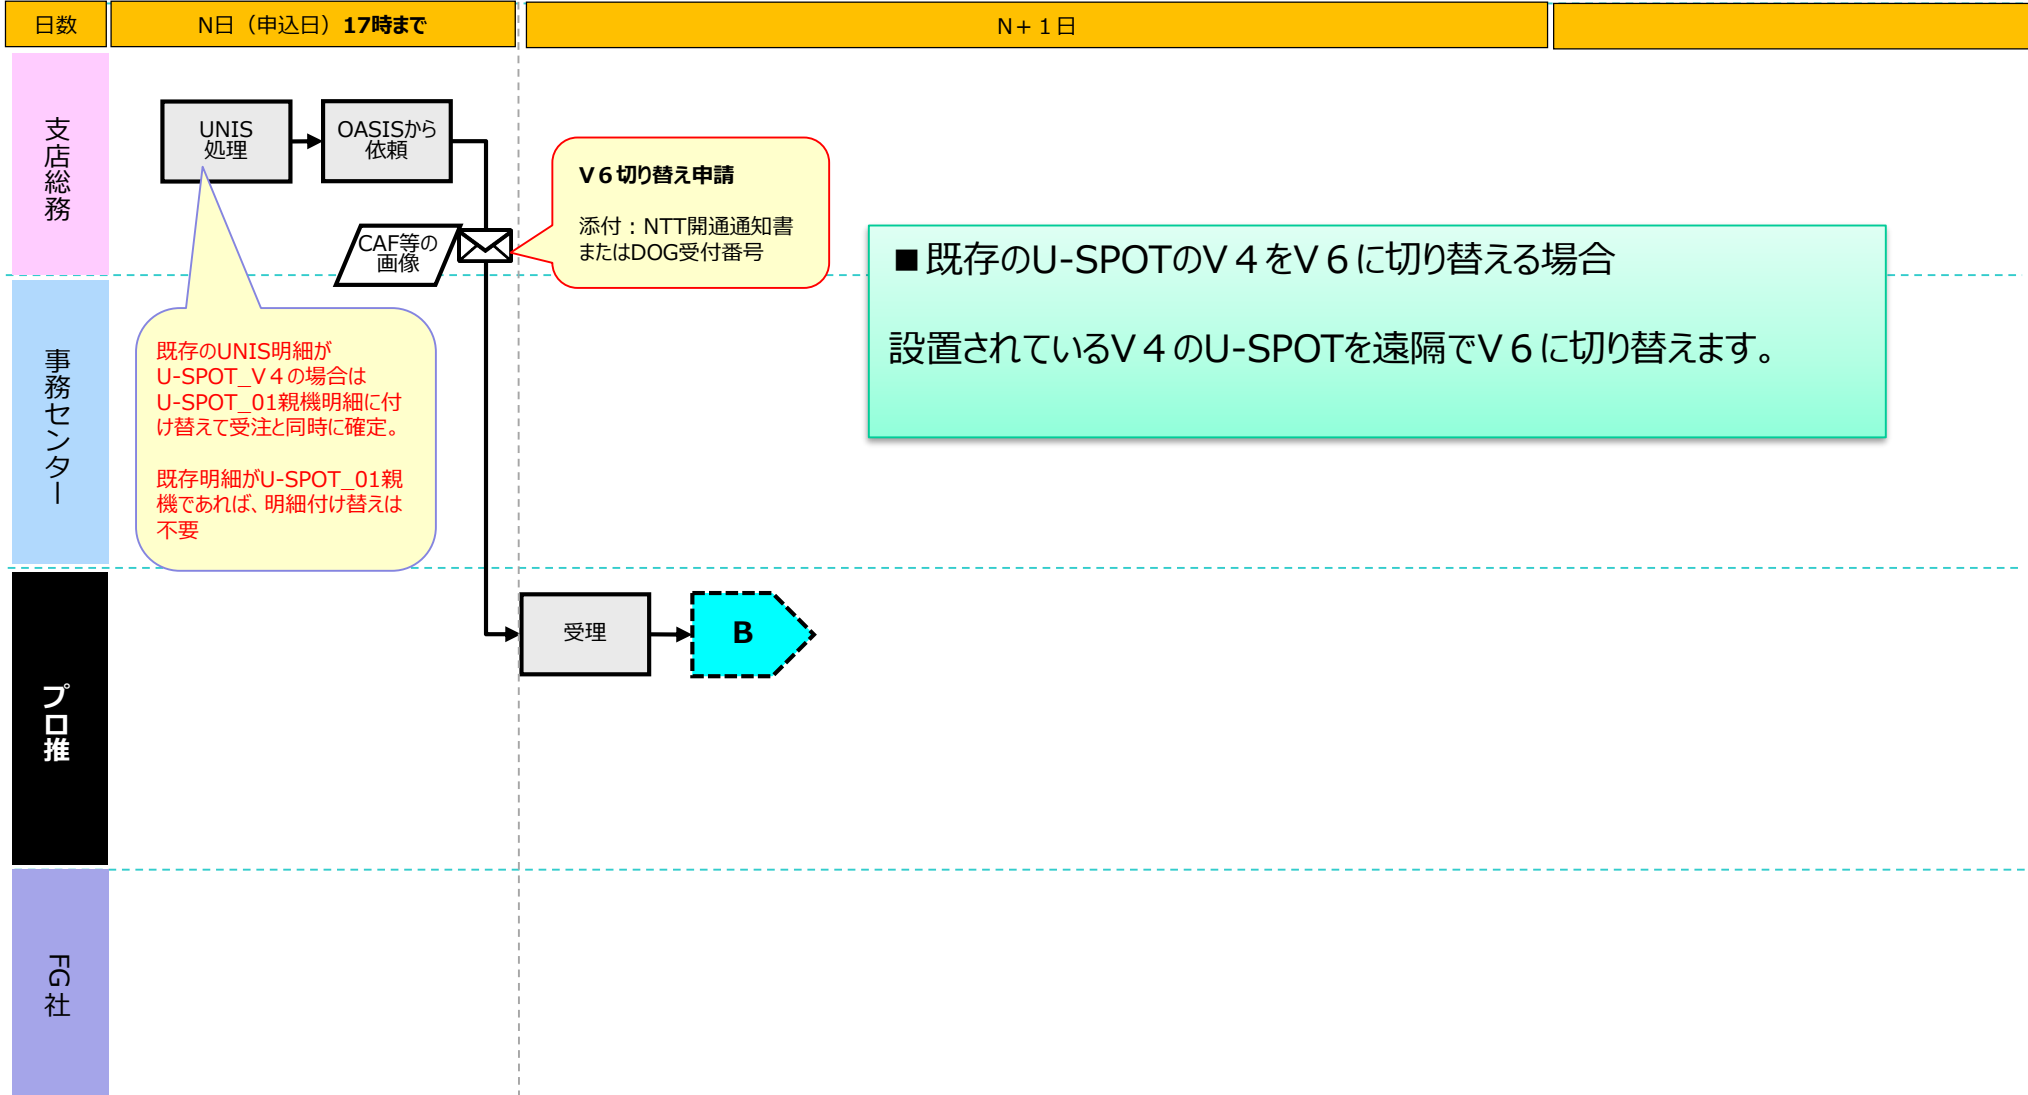 日数
N日（申込日）17時まで
N+１日
支店総務
UNIS
処理
OASISから
依頼
CAF等の
画像
V６切り替え申請
添付：NTT開通通知書
またはDOG受付番号
■既存のU-SPOTのV４をV６に切り替える場合
設置されているV４のU-SPOTを遠隔でV６に切り替えます。
事務センター
既存のUNIS明細が
U-SPOT_V４の場合は
U-SPOT_01親機明細に付
け替えて受注と同時に確定。
既存明細がU-SPOT_01親
機であれば、明細付け替えは
不要
プロ推
受理
B
FG社